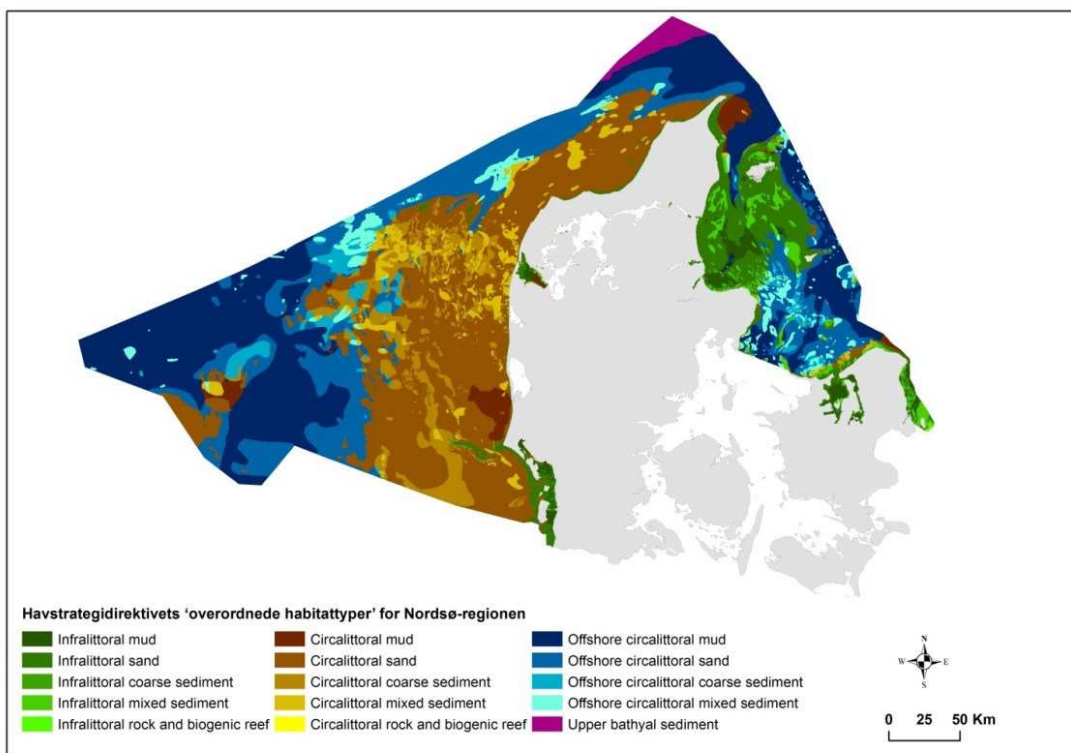 Havstrategidirektivets 'overordnede habitattyper' for Nordsø-regionen
Infralittoral mud
Infralittoral sand
Infralittoral coarse sediment
Infralittoral mixed sediment
Infralittoral rock and biogenic reef
Circalittoral mud
Circalittoral sand
Circalittoral coarse sediment
Circalittoral mixed sediment
Circalittoral rock and biogenic reef
Offshore circalittoral mud
Offshore circalittoral sand
Offshore circalittoral coarse sediment
Offshore circalittoral mixed sediment
Upper bathyal sediment
N
W E
S
0 25 50 Km